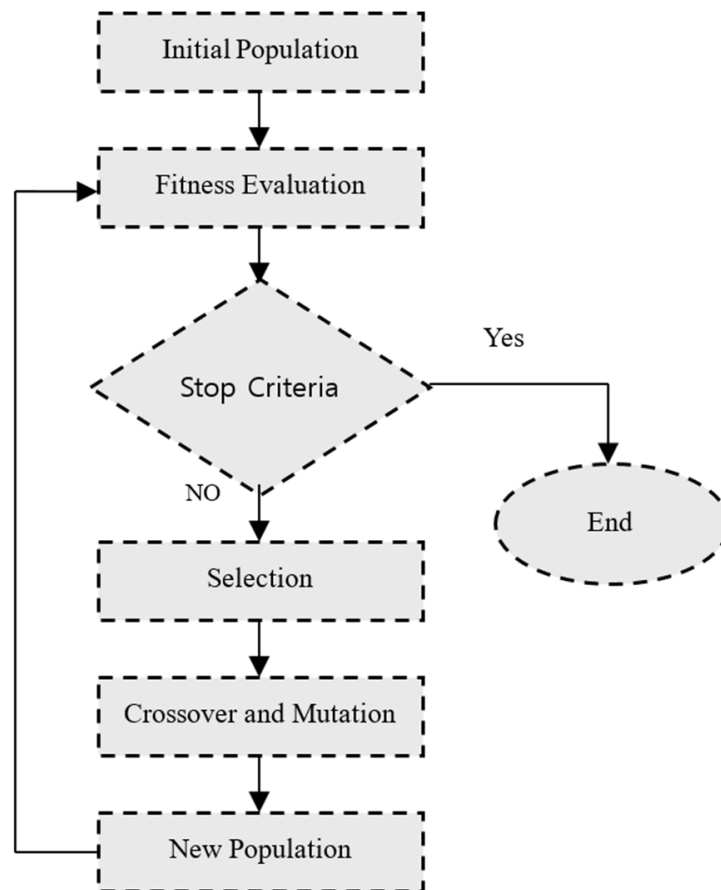 Initial Population
Fitness Evaluation
Yes
Stop Criteria
NO
End
Selection
Crossover and Mutation
New Population